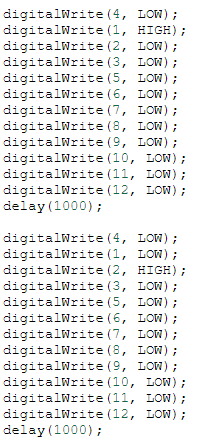 digitalWrite(4, LOW);
digitalWrite(1, HIGH);
digitalWrite(2, LOW);
digitalWrite(3, LOW);
digitalWrite(5, LOW);
digitalWrite(6, LOW);
digitalWrite(7, LOW);
digitalWrite(8, LOW);
digitalWrite(9, LOW);
digitalWrite(10, LOW);
digitalWrite(11, LOW);
digitalWrite(12, LOW);
delay(1000);
digitalWrite(4, LOW);
digitalWrite(1, LOW);
digitalWrite(2, HIGH);
digitalWrite(3, LOW);
digitalWrite(5, LOW);
digitalWrite(6, LOW);
digitalWrite(7, LOW);
digitalWrite(8, LOW);
digitalWrite(9, LOW);
digitalWrite(10, LOW);
digitalWrite(11, LOW);
digitalWrite(12, LOW);
delay(1000);